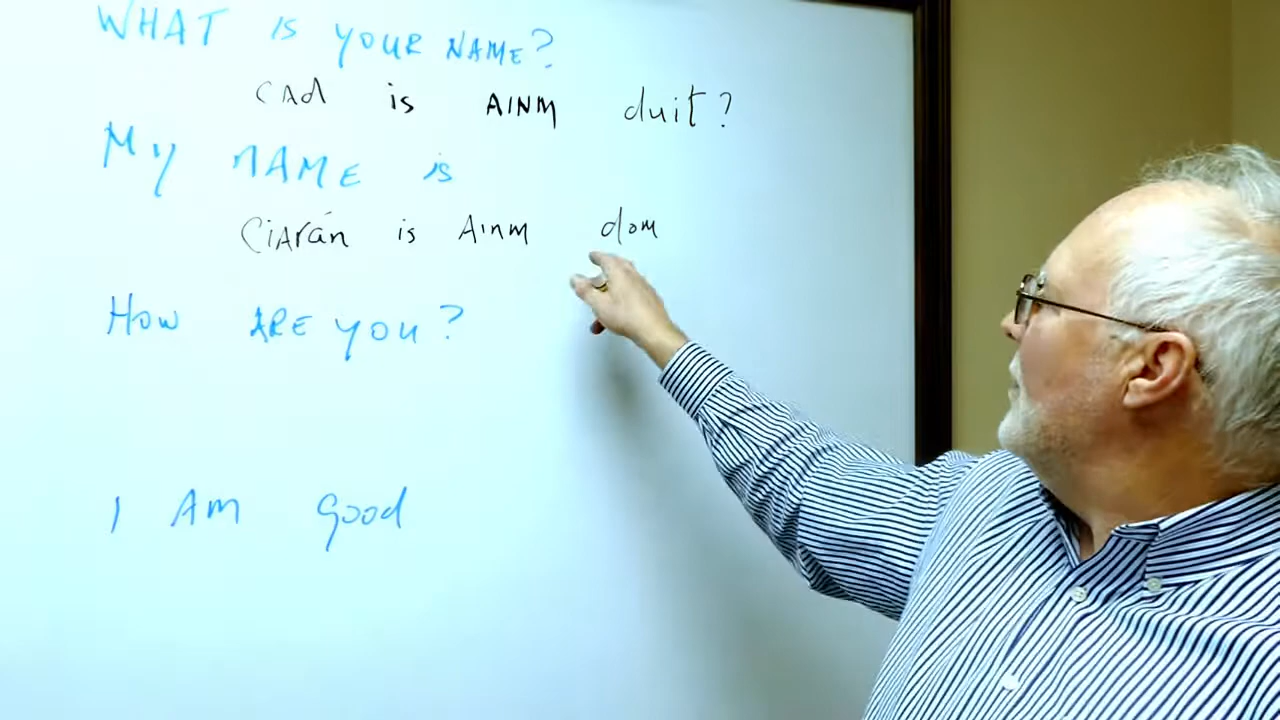 WHAT is your NAME?
CAd is AINM duit?
My NAME is
Ciarán is Ainm dom
How ARE you?
I AM good